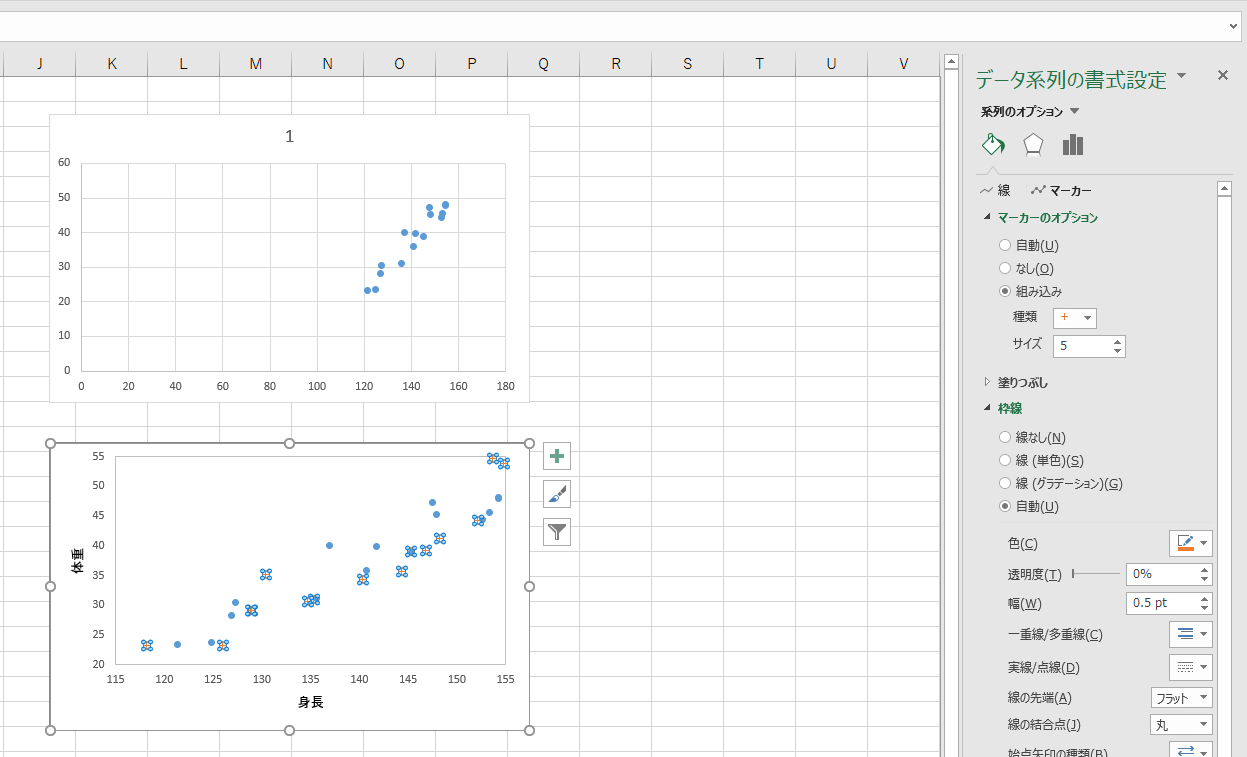 J K L M N O P Q R S T U V
1
60
50
40
30
20
10
0
0 20 40 60 80 100 120 140 160 180
体重
55
50
45
40
35
30
25
20
115 120 125 130 135 140 145 150 155
身長
データ系列の書式設定
系列のオプション
線 マーカー
マーカーのオプション
自動(U)
なし(O)
組み込み
種類
サイズ 5
塗りつぶし
枠線
線なし(N)
線 (単色)(S)
線 (グラデーション)(G)
自動(U)
色(C)
透明度(T) 0%
幅(W) 0.5 pt
一重線/多重線(C)
実線/点線(D)
線の先端(A) フラット
線の結合点(J) 丸
始点矢印の種類(B)